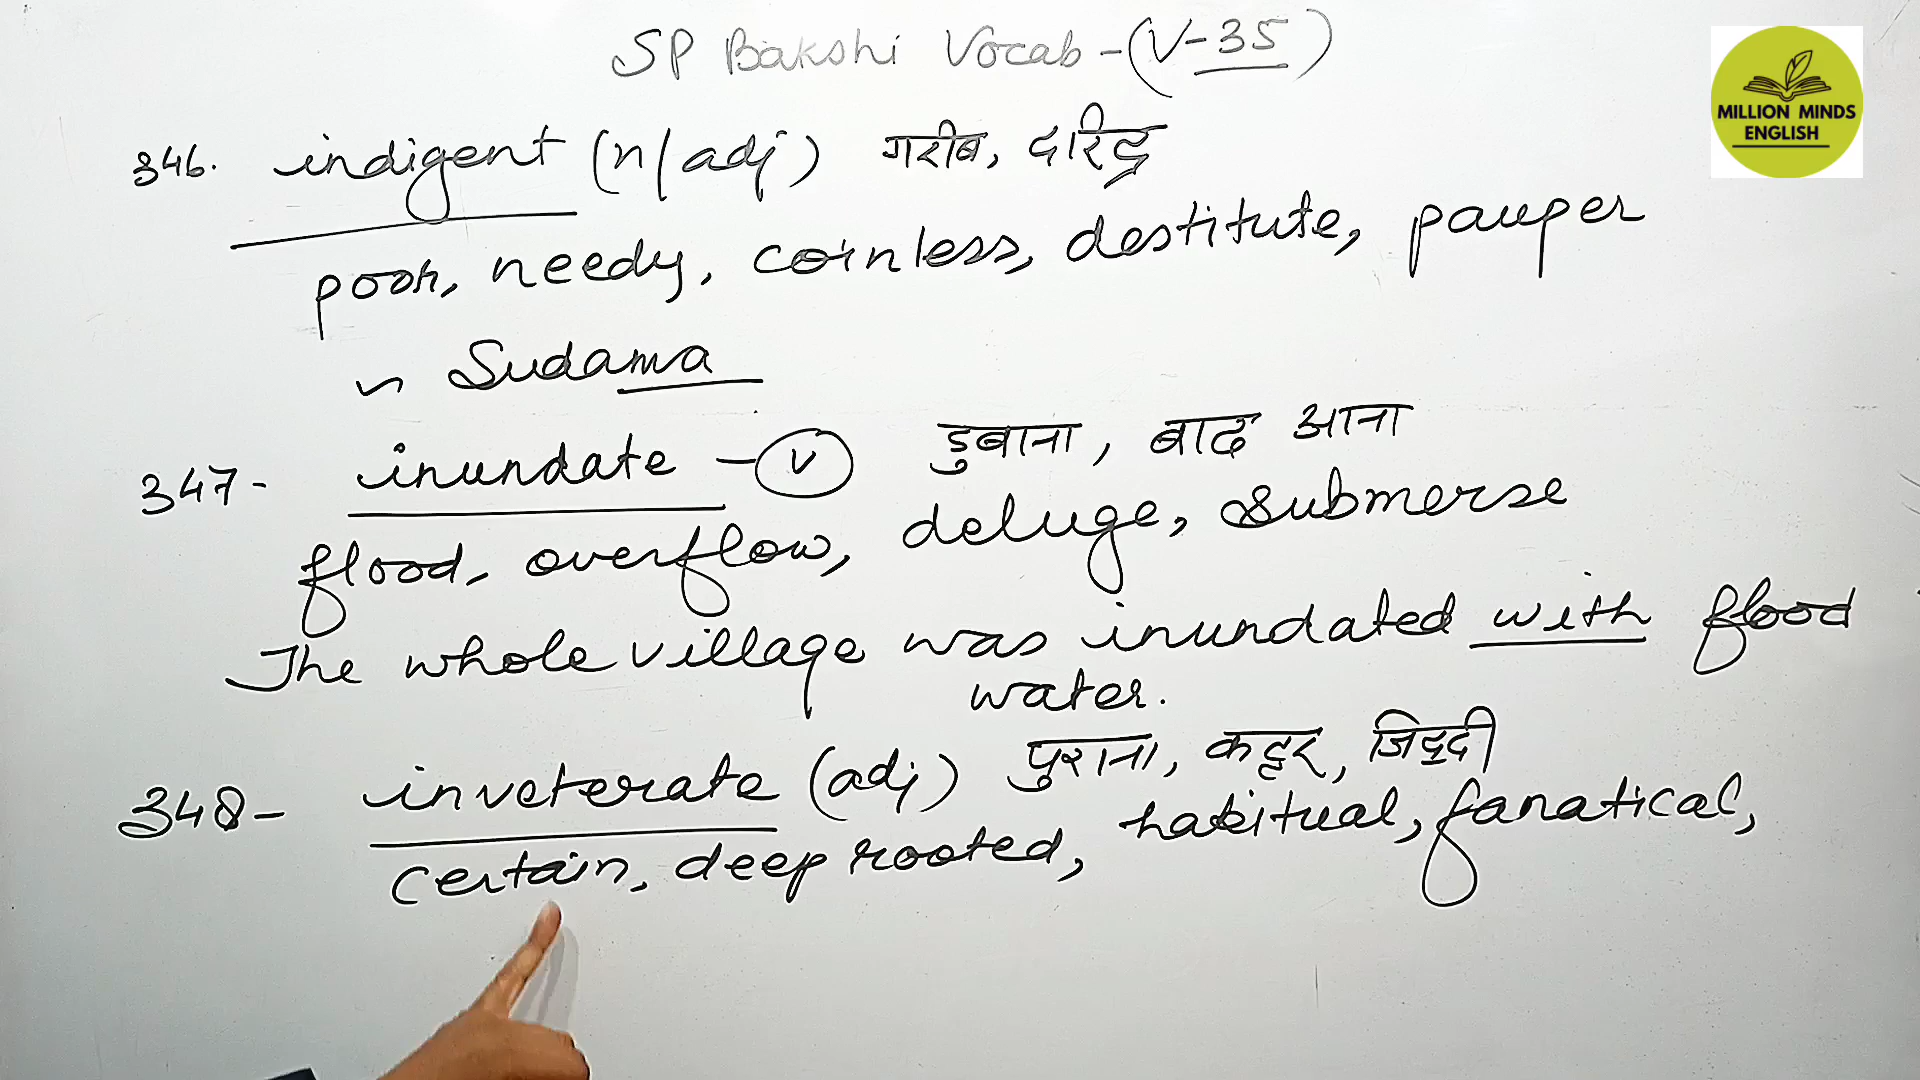 SP Bakshi Vocab - (V-35)
MILLION MINDS
ENGLISH
346. indigent (n/adj) गरीब, दरिद्र
poor, needy, coinless, destitute, pauper
Sudama
347- inundate - V डुबाना, बाढ आना
flood, overflow, deluge, submerse
The whole village was inundated with flood
water.
348- inveterate (adj) पुराना, कट्टर, जिद्दी
certain, deep rooted, habitual, fanatical,